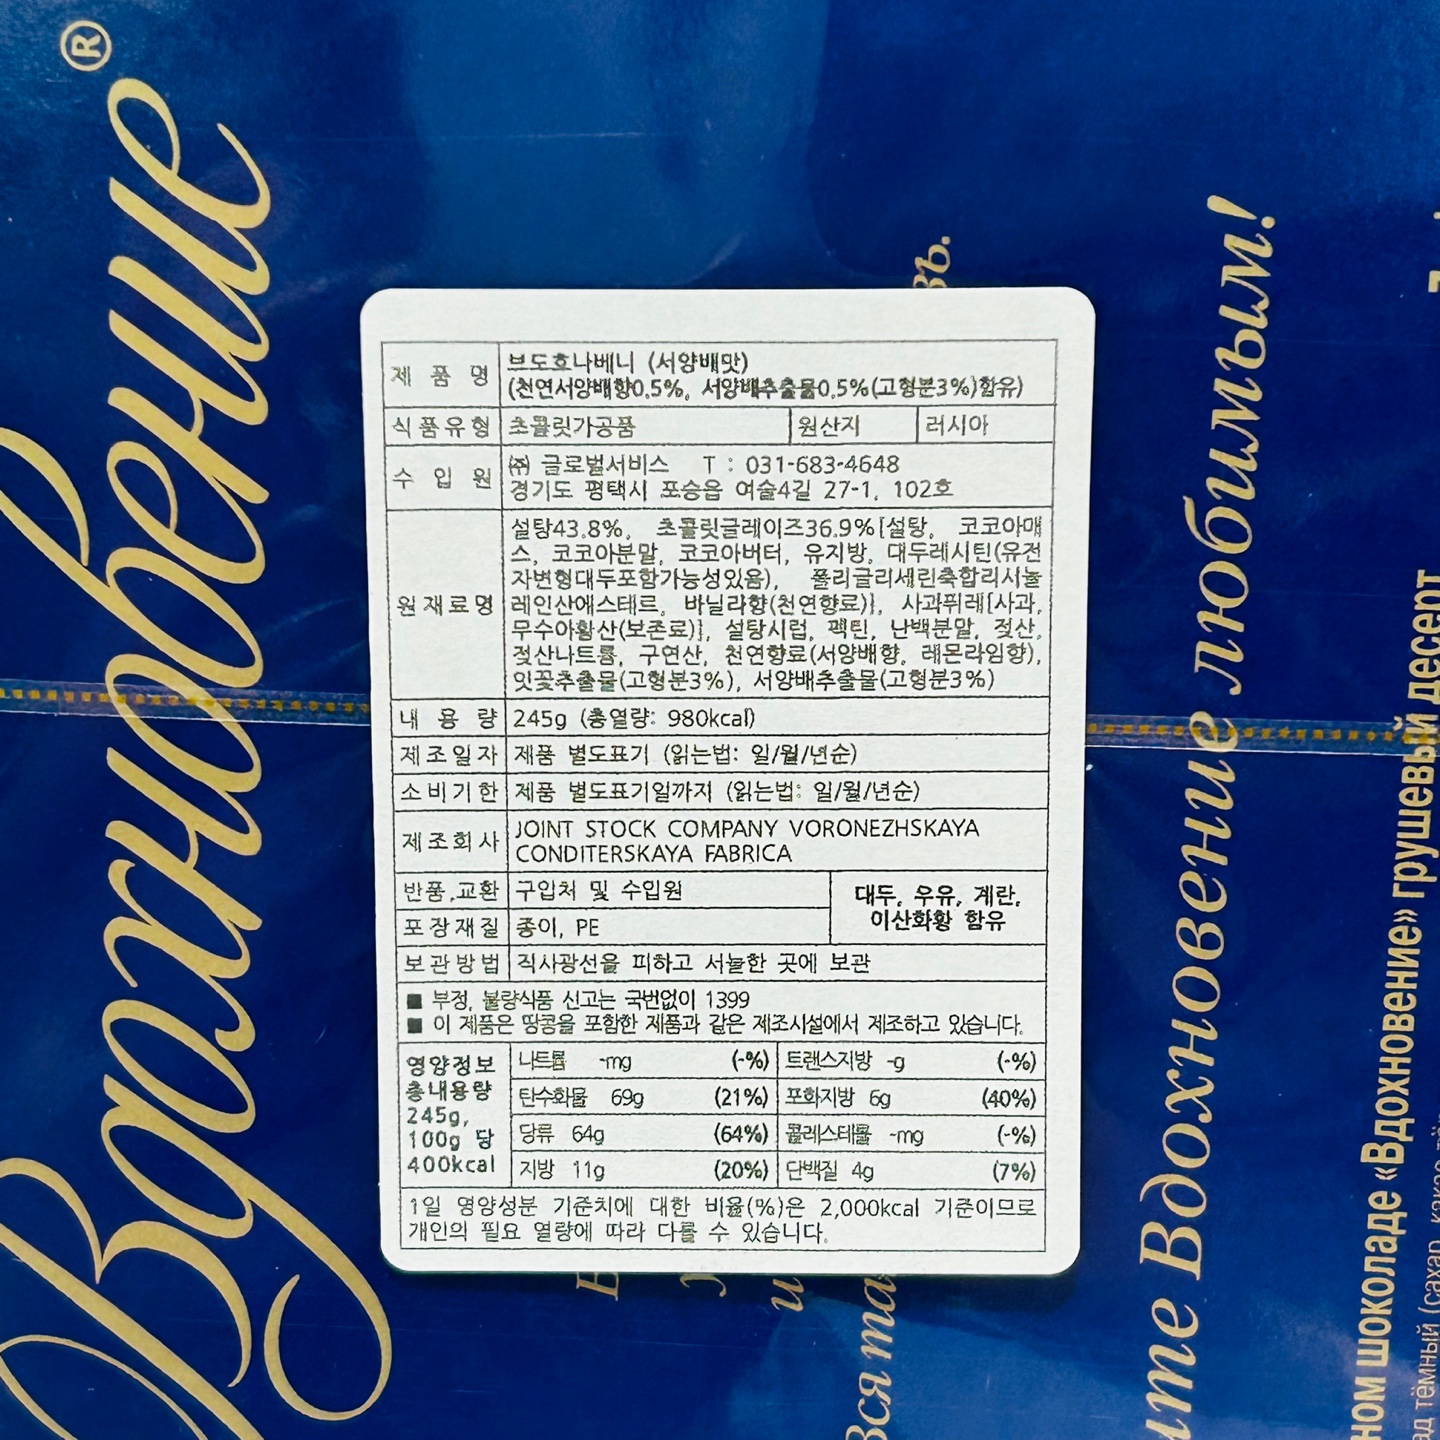 Вдохновение®
Вдохновение любимым!
грушевый десерт
ном шоколаде «Вдохновение»
제품명 브도흐나베니 (서양배맛)
(천연서양배향0.5%, 서양배추출물0.5%(고형분3%)함유)
식품유형 초콜릿가공품 원산지 러시아
수입원 ㈜ 글로벌서비스 T : 031-683-4648
경기도 평택시 포승읍 여술4길 27-1, 102호
원재료명 설탕43.8%, 초콜릿글레이즈36.9%[설탕, 코코아매
스, 코코아분말, 코코아버터, 유지방, 대두레시틴(유전
자변형대두포함가능성있음), 폴리글리세린축합리시놀
레인산에스테르, 바닐라향(천연향료)], 사과퓌레[사과,
무수아황산(보존료)], 설탕시럽, 펙틴, 난백분말, 젖산,
젖산나트륨, 구연산, 천연향료(서양배향, 레몬라임향),
잇꽃추출물(고형분3%), 서양배추출물(고형분3%)
내용량 245g (총열량: 980kcal)
제조일자 제품 별도표기 (읽는법: 일/월/년순)
소비기한 제품 별도표기일까지 (읽는법: 일/월/년순)
제조회사 JOINT STOCK COMPANY VORONEZHSKAYA
CONDITERSKAYA FABRICA
반품,교환 구입처 및 수입원
포장재질 종이, PE
대두, 우유, 계란,
이산화황 함유
보관방법 직사광선을 피하고 서늘한 곳에 보관
■ 부정, 불량식품 신고는 국번없이 1399
■ 이 제품은 땅콩을 포함한 제품과 같은 제조시설에서 제조하고 있습니다.
영양정보
총내용량
245g,
100g 당
400kcal
나트륨 -mg (-%) 트랜스지방 -g (-%)
탄수화물 69g (21%) 포화지방 6g (40%)
당류 64g (64%) 콜레스테롤 -mg (-%)
지방 11g (20%) 단백질 4g (7%)
1일 영양성분 기준치에 대한 비율(%)은 2,000kcal 기준이므로
개인의 필요 열량에 따라 다를 수 있습니다.